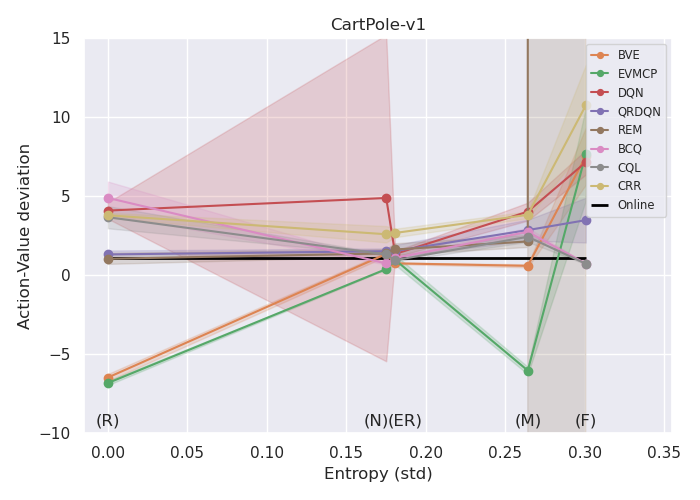 CartPole-v1
Action-Value deviation
15
10
5
0
−5
−10
BVE
EVMCP
DQN
QRDQN
REM
BCQ
CQL
CRR
Online
(R) (N) (ER) (M) (F)
0.00 0.05 0.10 0.15 0.20 0.25 0.30 0.35
Entropy (std)